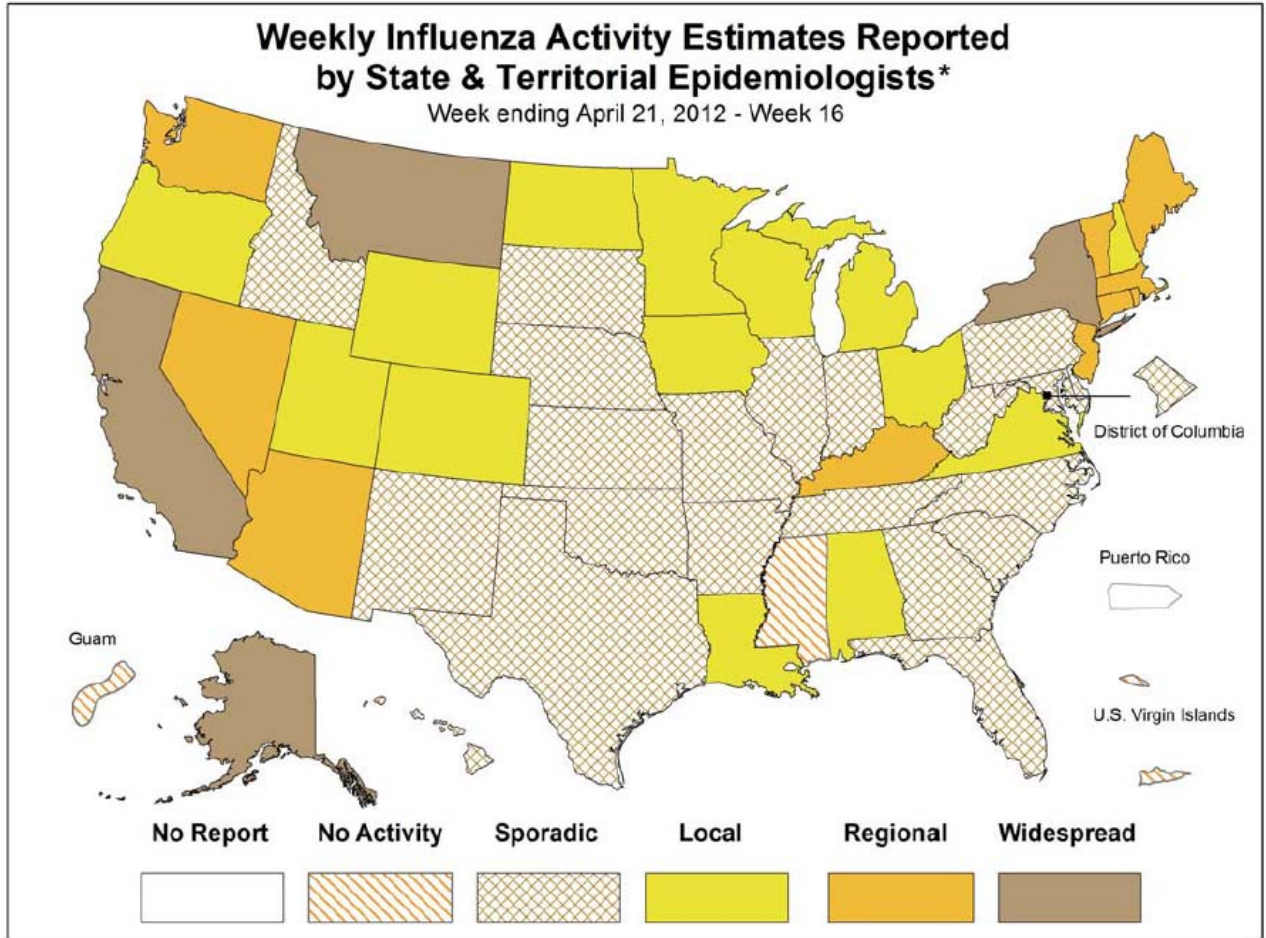 Weekly Influenza Activity Estimates Reported
by State & Territorial Epidemiologists*
Week ending April 21, 2012 - Week 16
District of Columbia
Puerto Rico
Guam
U.S. Virgin Islands
No Report No Activity Sporadic Local Regional Widespread